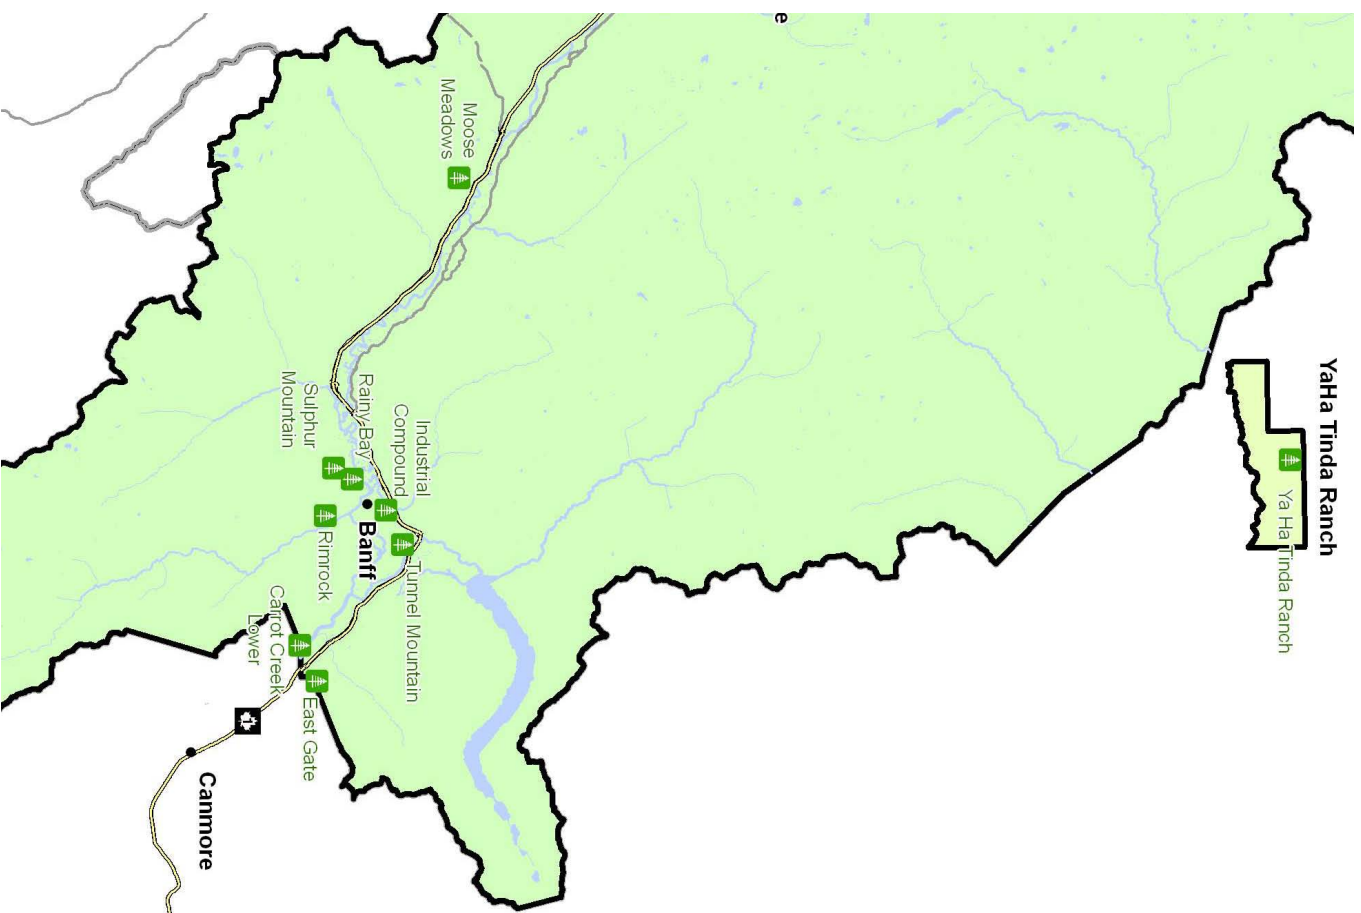 YaHa Tinda Ranch
Ya Ha Tinda Ranch
e
Moose
Meadows
Industrial
Compound
Tunnel Mountain
Rainy Bay
Banff
Rimrock
Sulphur
Mountain
East Gate
Carrot Creek
Lower
Canmore